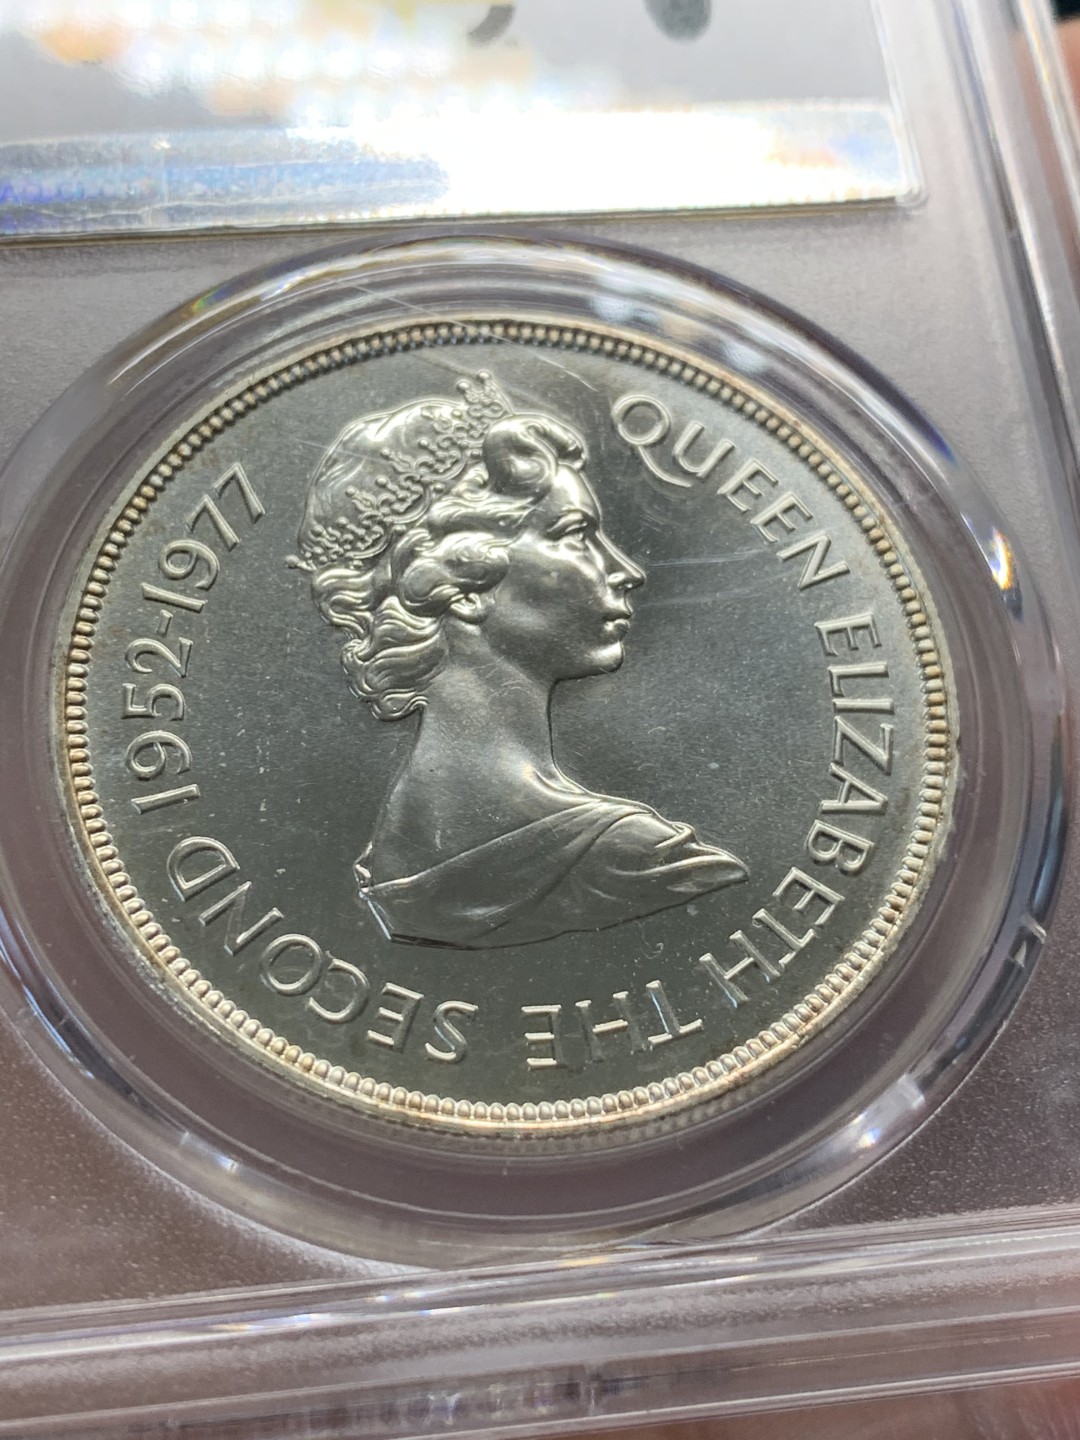 QUEEN ELIZABETH THE SECOND 1952-1977